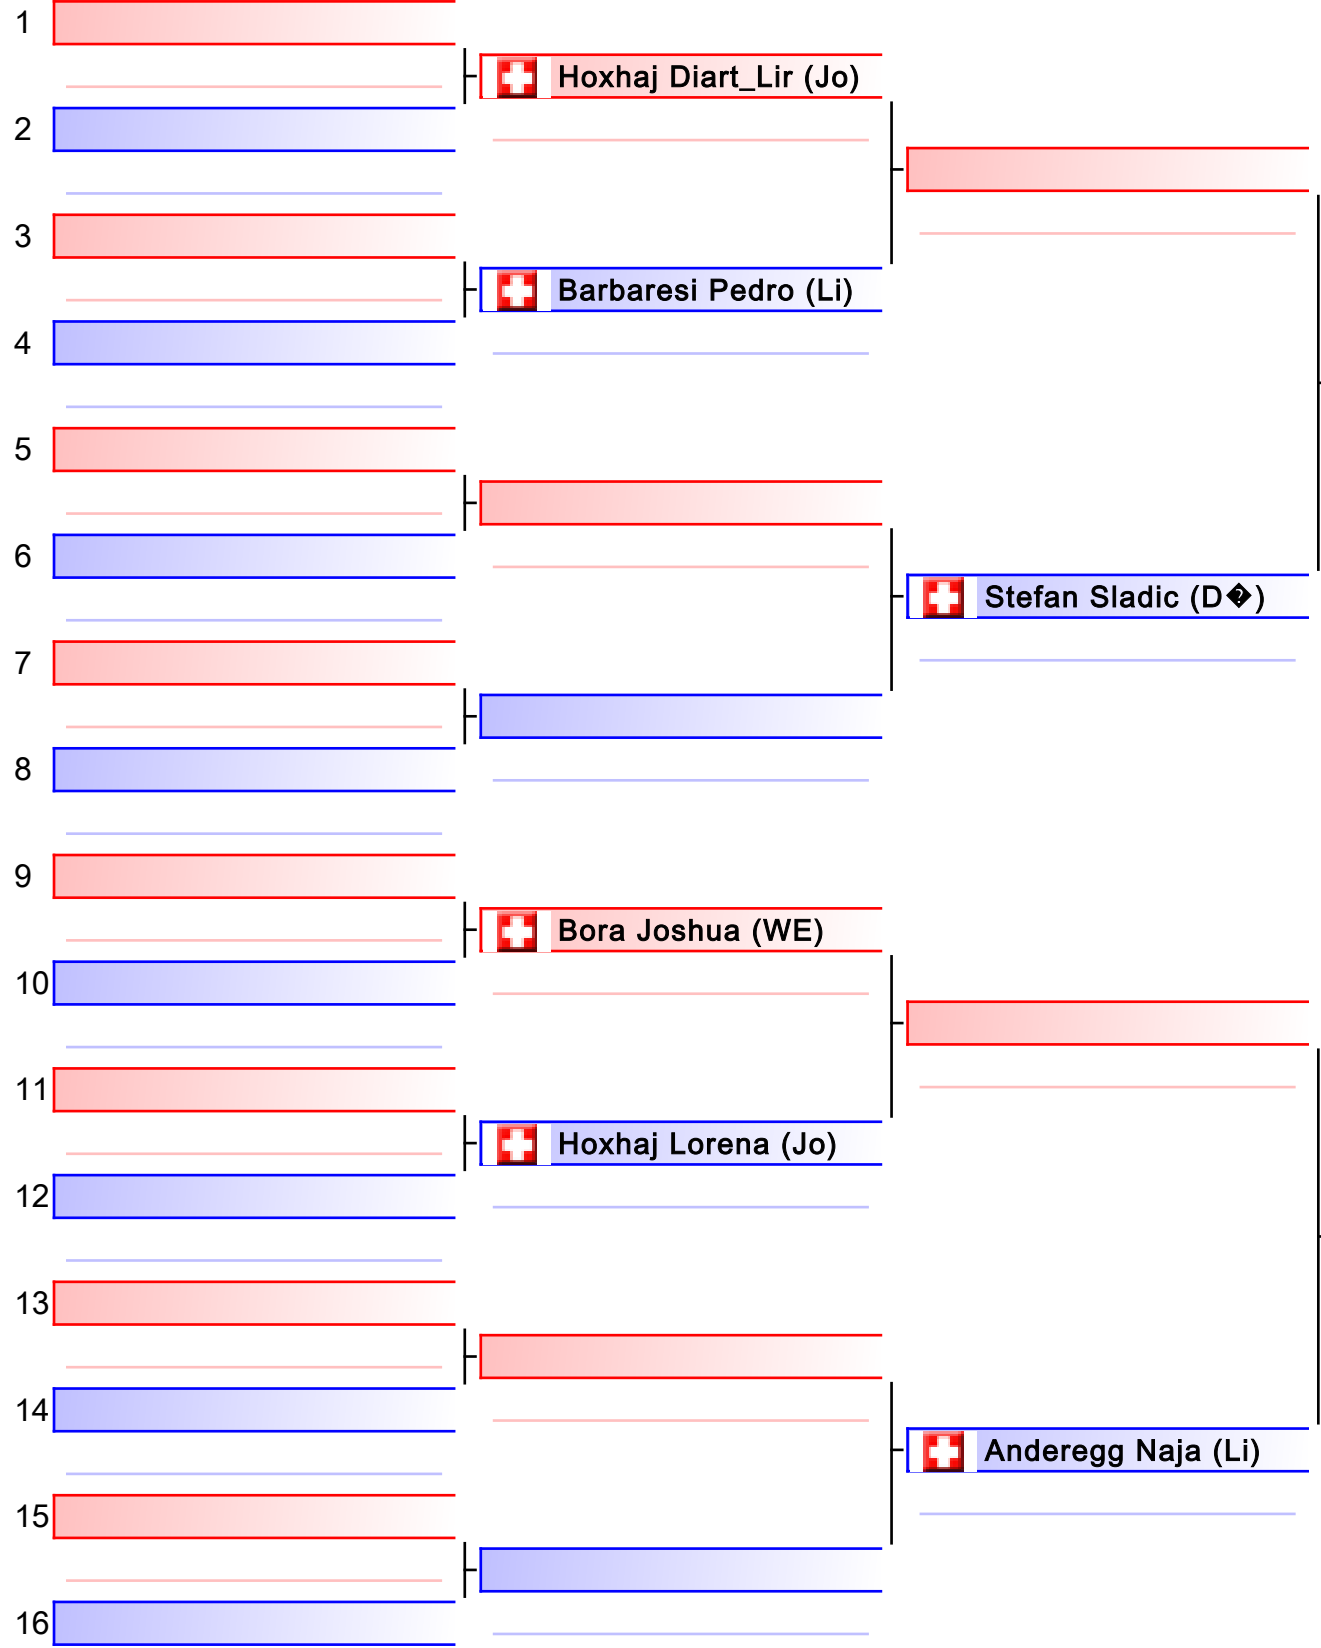 1
Hoxhaj Diart_Lir (Jo)
2
3
Barbaresi Pedro (Li)
4
5
6
Stefan Sladic (D�)
7
8
9
Bora Joshua (WE)
10
11
Hoxhaj Lorena (Jo)
12
13
14
Anderegg Naja (Li)
15
16